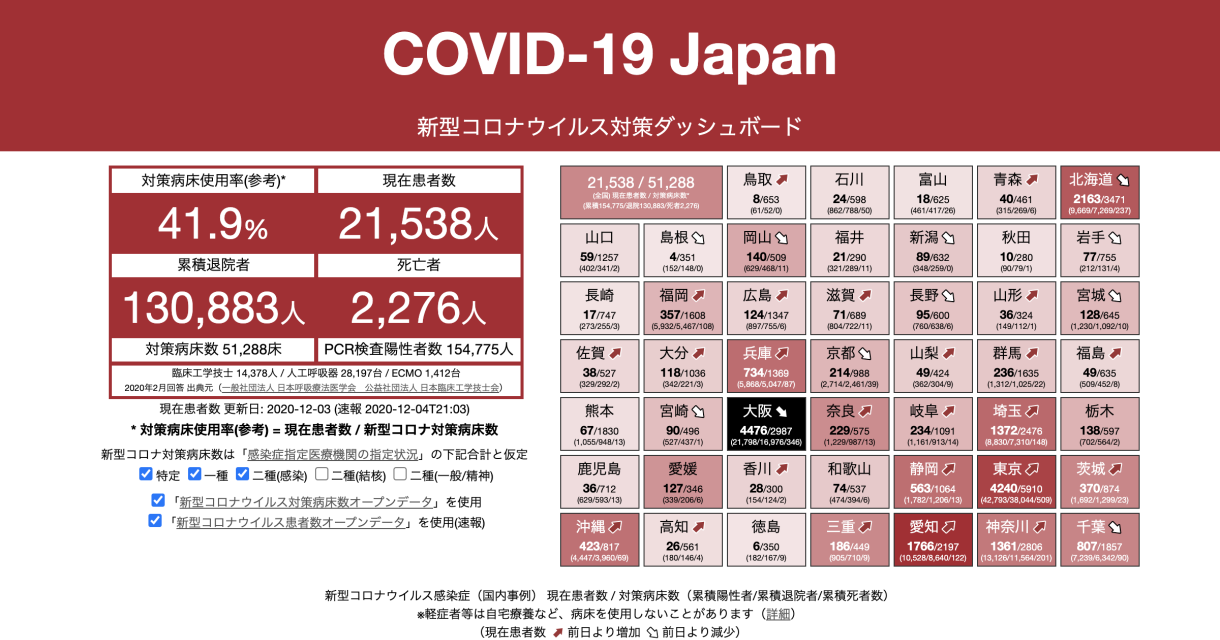 COVID-19 Japan
新型コロナウイルス対策ダッシュボード
対策病床使用率(参考)*
現在患者数
41.9%
21,538人
累積退院者
死亡者
130,883人
2,276人
対策病床数 51,288床
PCR検査陽性者数 154,775人
臨床工学技士 14,378人 / 人工呼吸器 28,197台 / ECMO 1,412台
2020年2月回答 出典元（一般社団法人 日本呼吸療法医学会　公益社団法人 日本臨床工学技士会）
現在患者数 更新日: 2020-12-03 (速報 2020-12-04T21:03)
* 対策病床使用率(参考) = 現在患者数 / 新型コロナ対策病床数
新型コロナウイルス対策病床数は「感染症指定医療機関の指定状況」の下記合計と仮定
特定 一種 二種(感染) 二種(結核) 二種(一般/精神)
「新型コロナウイルス対策病床数オープンデータ」を使用
「新型コロナウイルス患者数オープンデータ」を使用(速報)
21,538 / 51,288
(全国) 現在患者数 / 対策病床数*
(累積154,775/退院130,883/死者2,276)
鳥取
8/653
(61/52/0)
石川
24/598
(862/788/50)
富山
18/625
(461/417/26)
青森
40/461
(315/269/6)
北海道
2163/3471
(9,669/7,269/237)
山口
59/1257
(402/341/2)
島根
4/351
(152/148/0)
岡山
140/509
(629/468/11)
福井
21/290
(321/289/11)
新潟
89/632
(348/259/0)
秋田
10/280
(90/79/1)
岩手
77/755
(212/131/4)
長崎
17/747
(273/255/3)
福岡
357/1608
(5,932/5,467/108)
広島
124/1347
(897/755/6)
滋賀
71/689
(804/722/11)
長野
95/600
(760/638/6)
山形
36/324
(149/112/1)
宮城
128/645
(1,230/1,092/10)
佐賀
38/527
(329/292/2)
大分
118/1036
(342/221/3)
兵庫
734/1369
(5,868/5,047/87)
京都
214/988
(2,714/2,461/39)
山梨
49/424
(362/304/9)
群馬
236/1635
(1,312/1,025/22)
福島
49/635
(509/452/8)
熊本
67/1830
(1,055/948/13)
宮崎
90/496
(527/437/1)
大阪
4476/2987
(21,798/16,976/346)
奈良
229/575
(1,229/987/13)
岐阜
234/1091
(1,161/913/14)
埼玉
1372/2476
(8,830/7,310/148)
栃木
138/597
(702/564/2)
鹿児島
36/712
(629/593/13)
愛媛
127/346
(339/206/6)
香川
28/300
(154/124/2)
和歌山
74/537
(474/394/6)
静岡
563/1064
(1,782/1,206/13)
東京
4240/5910
(42,793/38,044/509)
茨城
370/874
(1,692/1,299/23)
沖縄
423/817
(4,447/3,960/69)
高知
26/561
(180/146/4)
徳島
6/350
(182/167/9)
三重
186/449
(905/710/9)
愛知
1766/2197
(10,528/8,640/122)
神奈川
1361/2806
(13,126/11,564/201)
千葉
807/1857
(7,239/6,342/90)
新型コロナウイルス感染症（国内事例） 現在患者数 / 対策病床数（累積陽性者/累積退院者/累積死者数）
※軽症者等は自宅療養など、病床を使用しないことがあります（詳細）
（現在患者数 前日より増加 前日より減少）